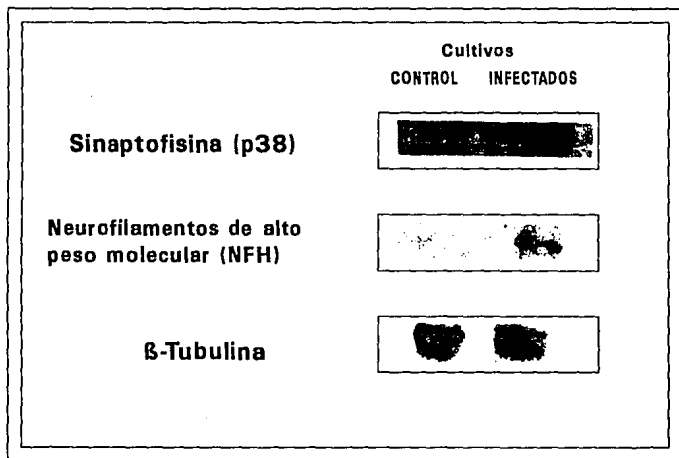 Cultivos
CONTROL INFECTADOS
Sinaptofisina (p38)
Neurofilamentos de alto
peso molecular (NFH)
ß-Tubulina